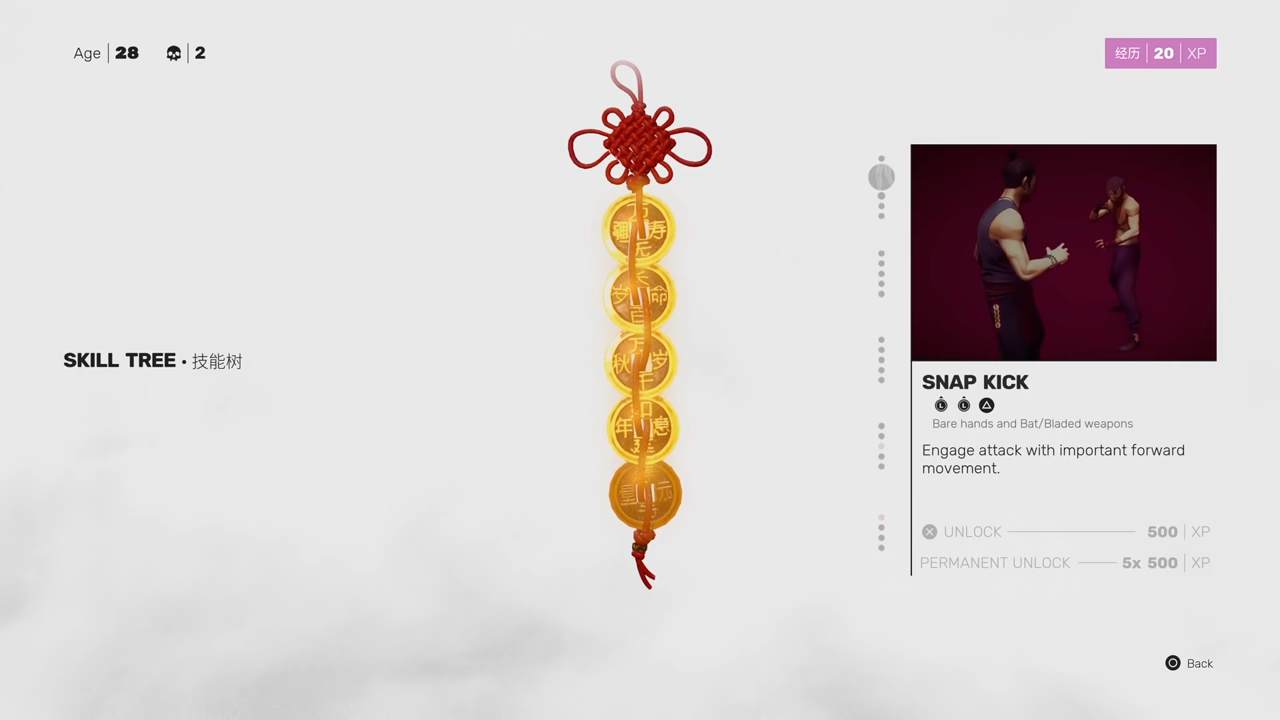 Age 28 2
经历 20 XP
SKILL TREE • 技能树
SNAP KICK
L L
Bare hands and Bat/Bladed weapons
Engage attack with important forward
movement.
UNLOCK 500 XP
PERMANENT UNLOCK 5x 500 XP
Back